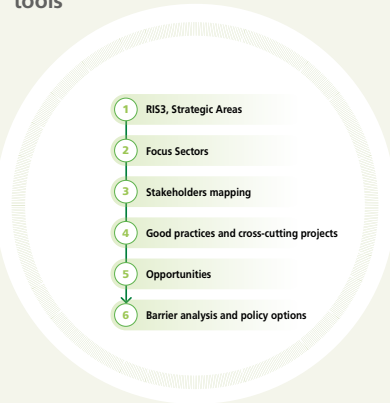 tools
1 RIS3, Strategic Areas
2 Focus Sectors
3 Stakeholders mapping
4 Good practices and cross-cutting projects
5 Opportunities
6 Barrier analysis and policy options